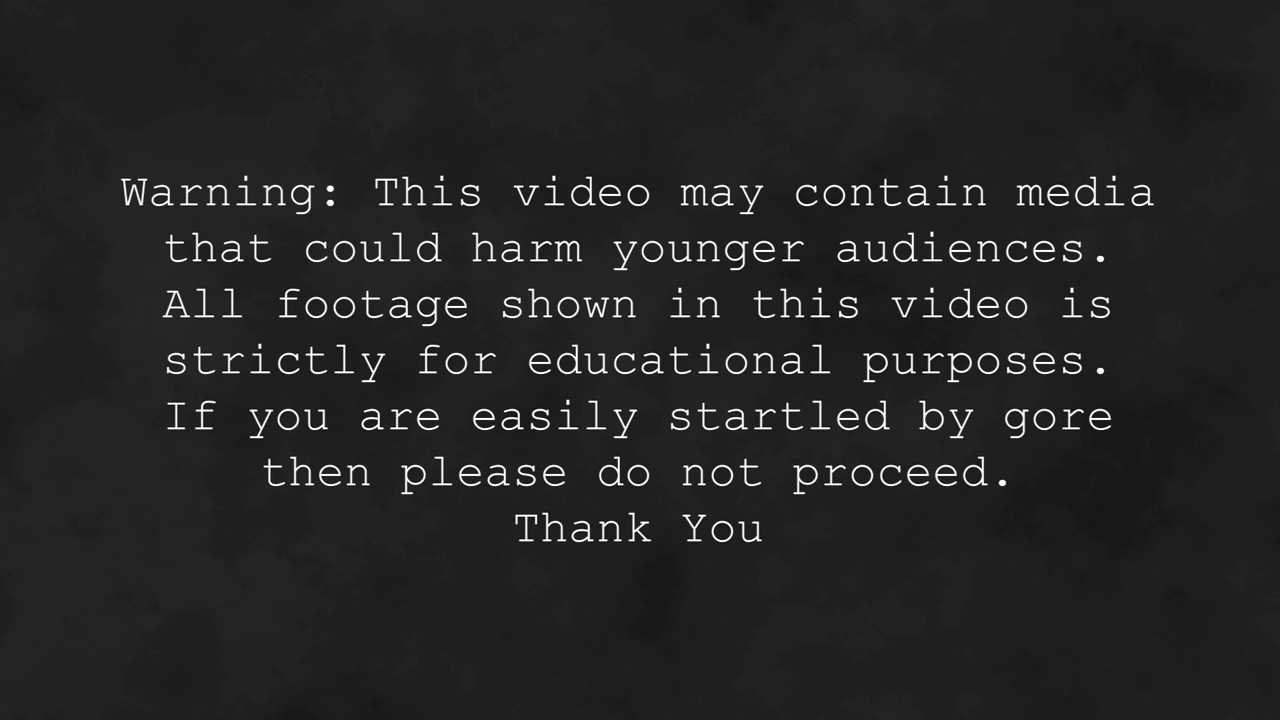 Warning: This video may contain media
that could harm younger audiences.
All footage shown in this video is
strictly for educational purposes.
If you are easily startled by gore
then please do not proceed.
Thank You